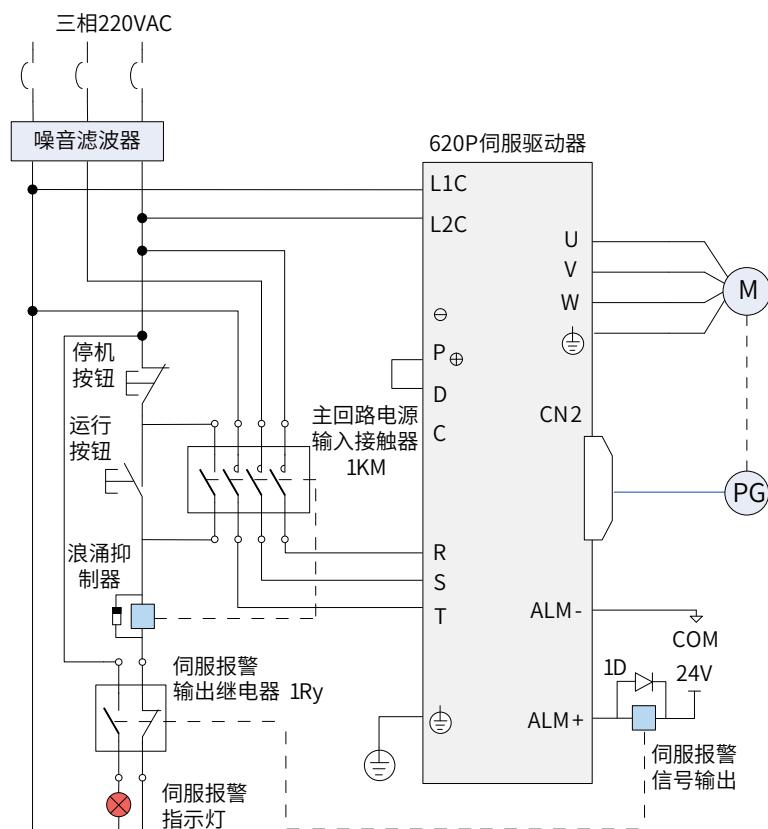 三相220VAC
噪音滤波器
620P伺服驱动器
L1C
L2C
U
V
W
M
⊖
P⊕
D
C
停机
按钮
运行
按钮
主回路电源
输入接触器
1KM
CN2
PG
浪涌抑
制器
R
S
T
ALM-
COM
1D
24V
ALM+
伺服报警
输出继电器 1Ry
伺服报警
信号输出
伺服报警
指示灯